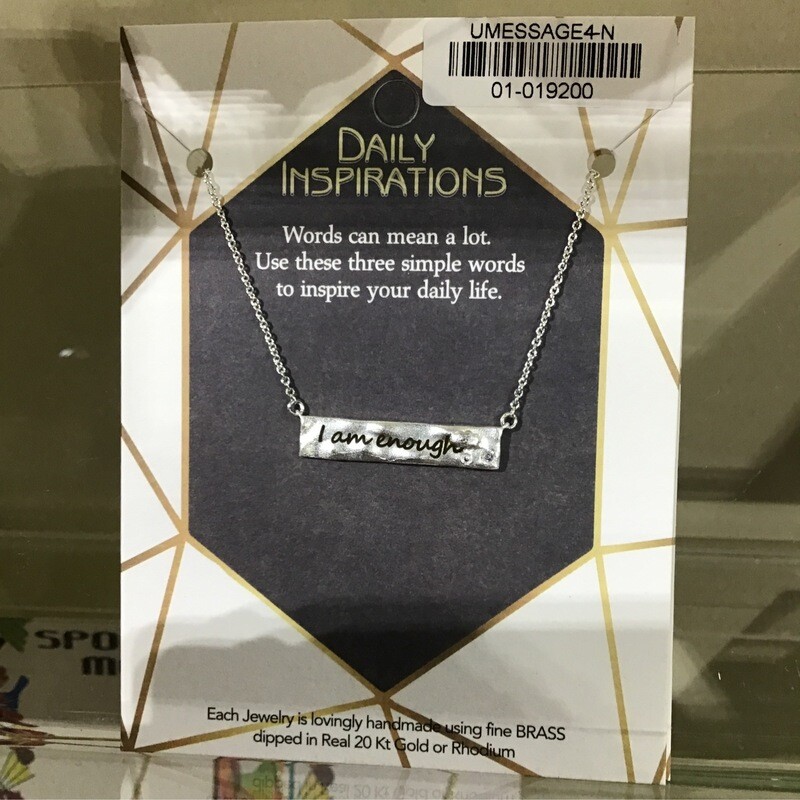 UMESSAGE4-N
01-019200
DAILY
INSPIRATIONS
Words can mean a lot.
Use these three simple words
to inspire your daily life.
I am enough
Each Jewelry is lovingly handmade using fine BRASS
dipped in Real 20 Kt Gold or Rhodium
SPO